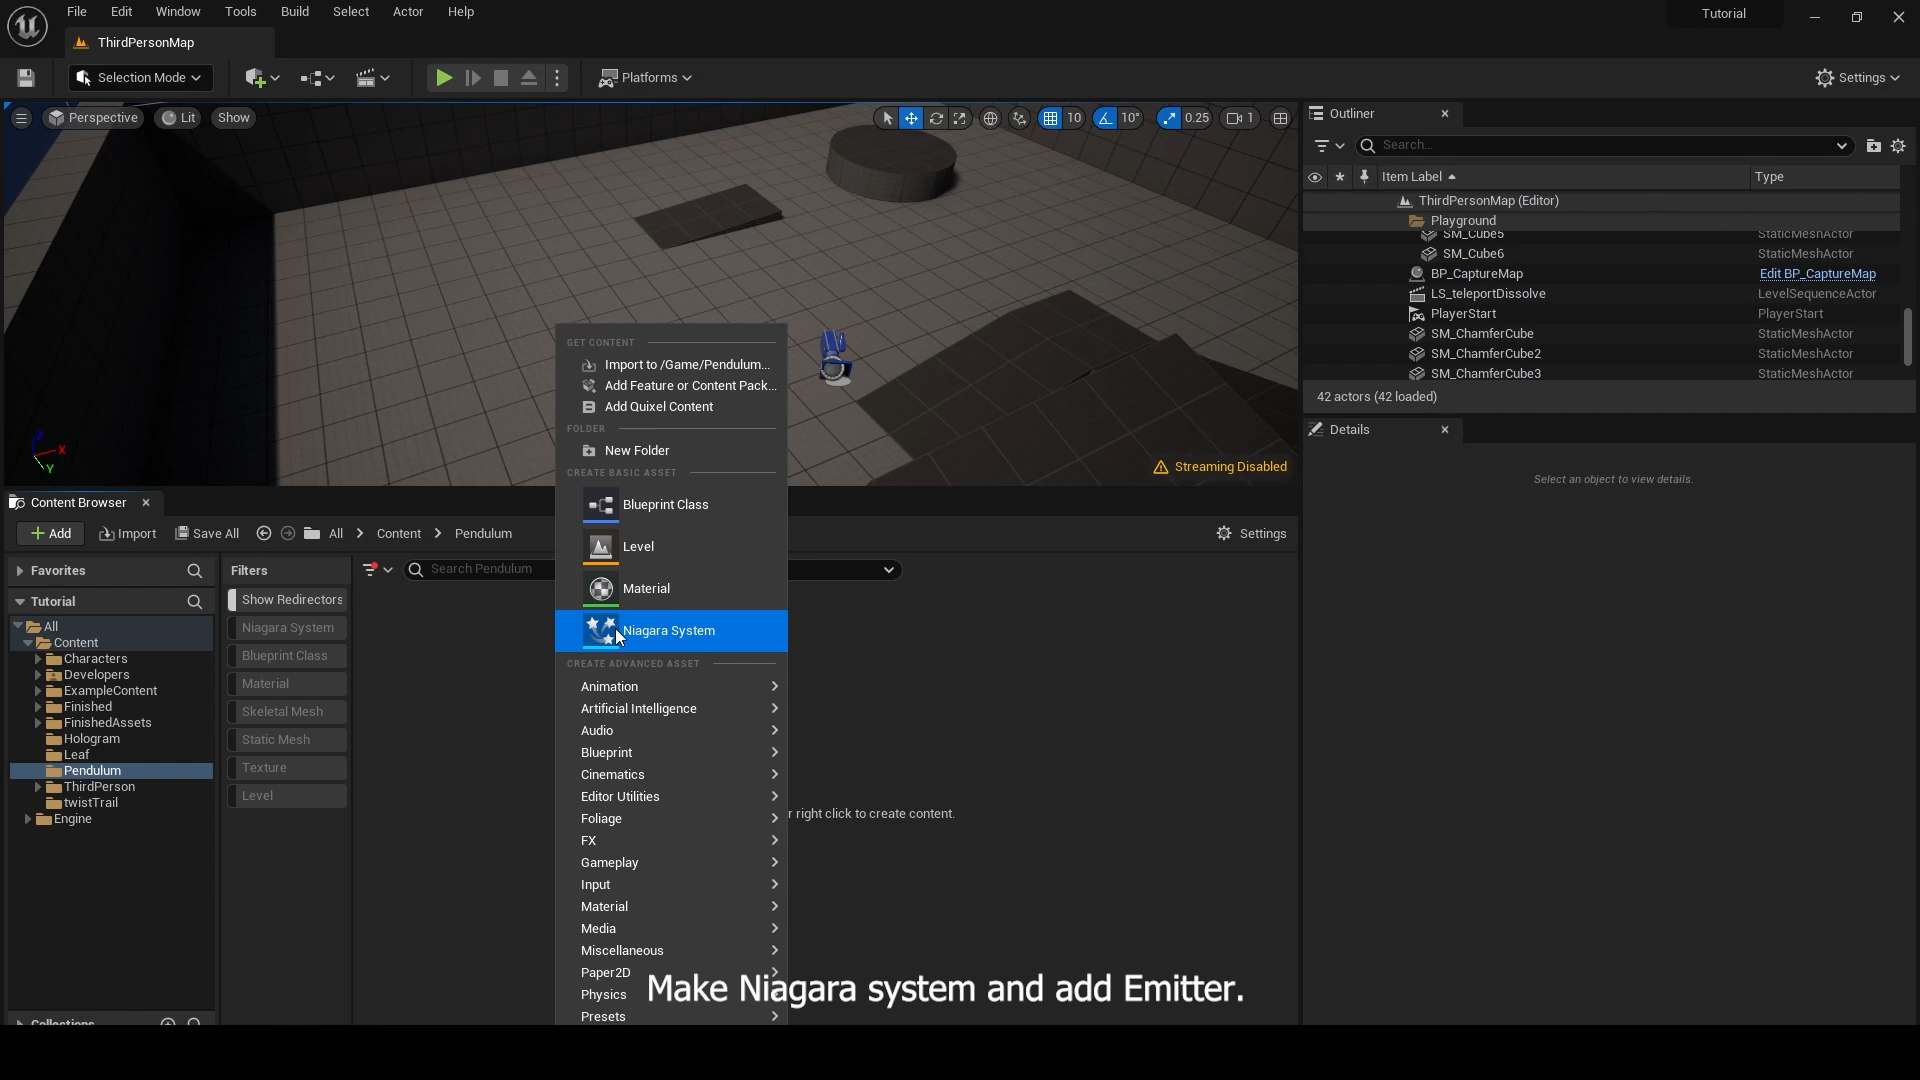 File Edit Window Tools Build Select Actor Help
Tutorial
ThirdPersonMap
Selection Mode
Platforms
Settings
Perspective Lit Show
10 10° 0.25 1
Outliner
Search...
Item Label Type
ThirdPersonMap (Editor)
Playground
SM_Cube5 StaticMeshActor
SM_Cube6 StaticMeshActor
BP_CaptureMap Edit BP_CaptureMap
LS_teleportDissolve LevelSequenceActor
PlayerStart PlayerStart
SM_ChamferCube StaticMeshActor
SM_ChamferCube2 StaticMeshActor
SM_ChamferCube3 StaticMeshActor
42 actors (42 loaded)
Details
Select an object to view details.
X
Y
Streaming Disabled
GET CONTENT
Import to /Game/Pendulum...
Add Feature or Content Pack...
Add Quixel Content
FOLDER
New Folder
CREATE BASIC ASSET
Blueprint Class
Level
Material
Niagara System
CREATE ADVANCED ASSET
Animation
Artificial Intelligence
Audio
Blueprint
Cinematics
Editor Utilities
Foliage
FX
Gameplay
Input
Material
Media
Miscellaneous
Paper2D
Physics
Presets
Content Browser
Add Import Save All All Content Pendulum
Settings
Favorites
Tutorial
All
Content
Characters
Developers
ExampleContent
Finished
FinishedAssets
Hologram
Leaf
Pendulum
ThirdPerson
twistTrail
Engine
Collections
Filters
Show Redirectors
Niagara System
Blueprint Class
Material
Skeletal Mesh
Static Mesh
Texture
Level
Search Pendulum
r right click to create content.
Make Niagara system and add Emitter.